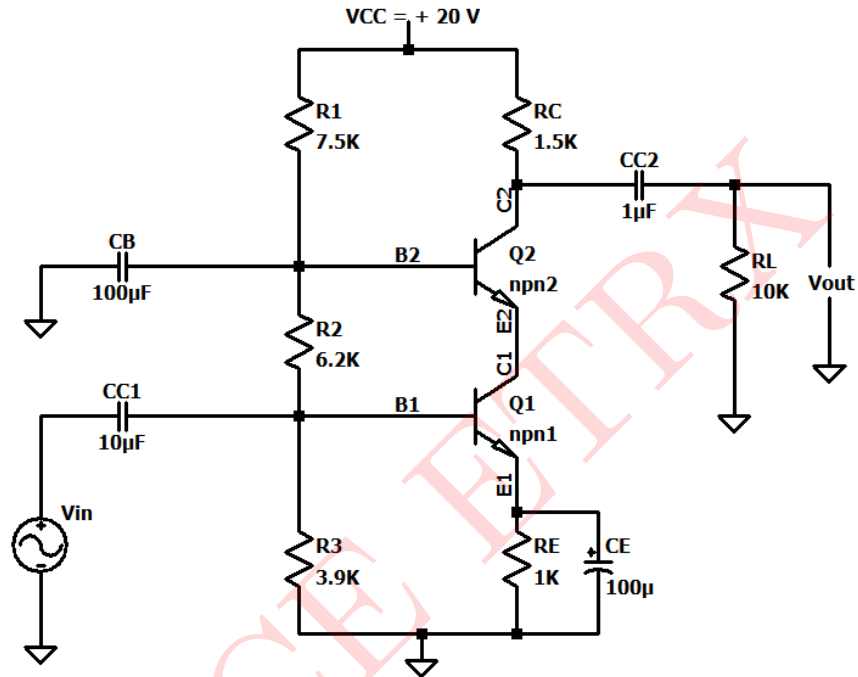 VCC = + 20 V
R1
7.5K
RC
1.5K
CC2
1µF
C2
CB
100µF
B2
Q2
npn2
RL
10K
Vout
E2
R2
6.2K
C1
CC1
10µF
B1
Q1
npn1
E1
Vin
R3
3.9K
RE
1K
CE
100µ
CE ETRX